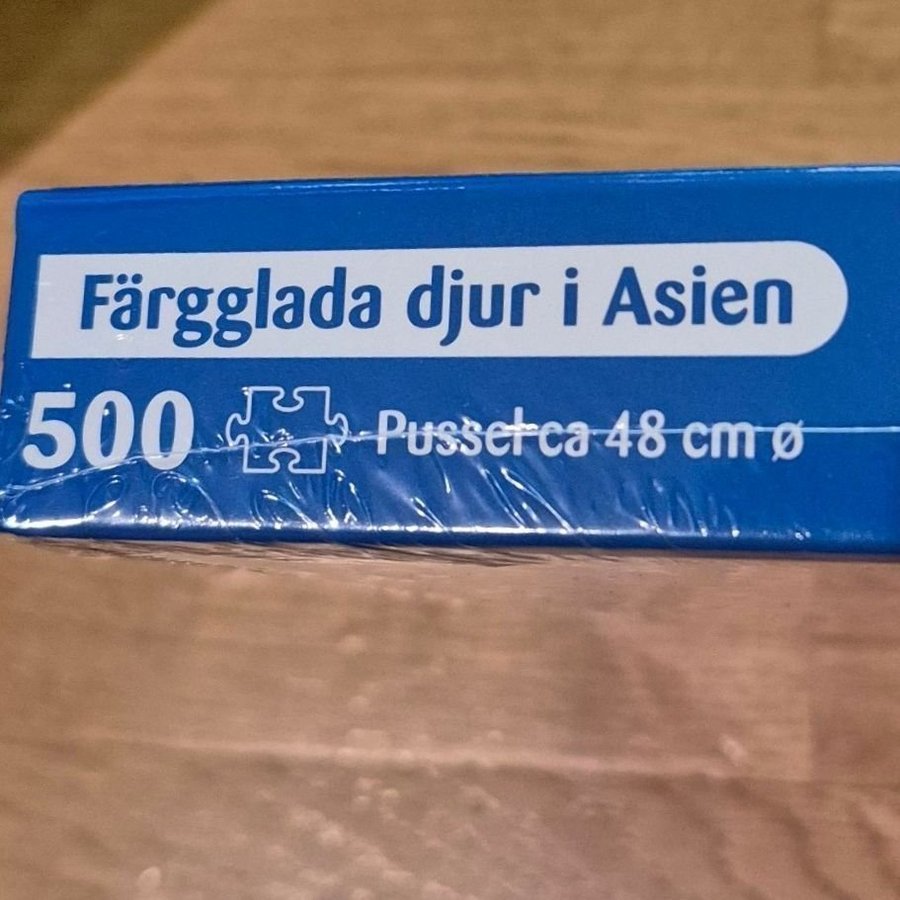 Färgglada djur i Asien
500 Pussel ca 48 cm ø